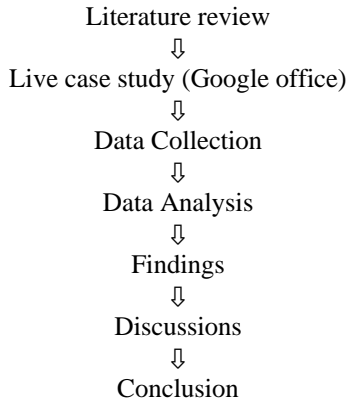 Literature review
⇩
Live case study (Google office)
⇩
Data Collection
⇩
Data Analysis
⇩
Findings
⇩
Discussions
⇩
Conclusion